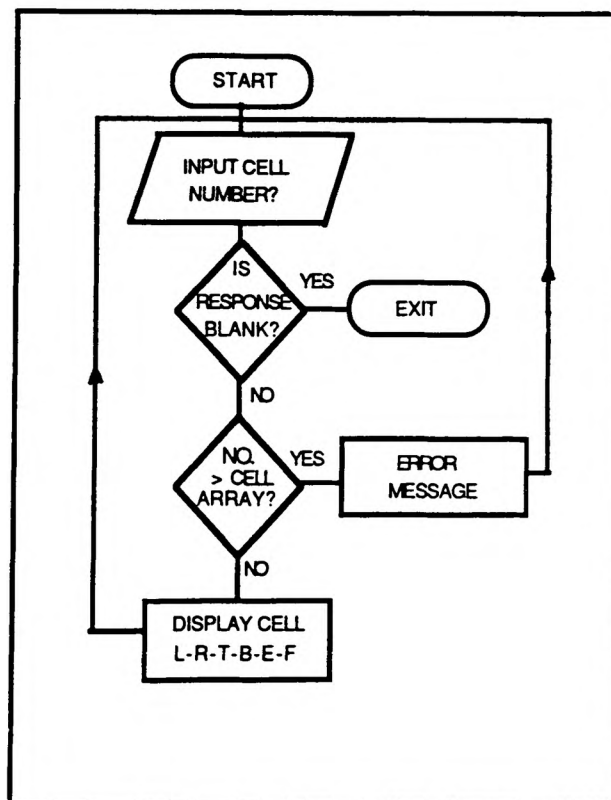 START
INPUT CELL
NUMBER?
IS
RESPONSE
BLANK?
YES
EXIT
NO
NO.
> CELL
ARRAY?
YES
ERROR
MESSAGE
NO
DISPLAY CELL
L-R-T-B-E-F